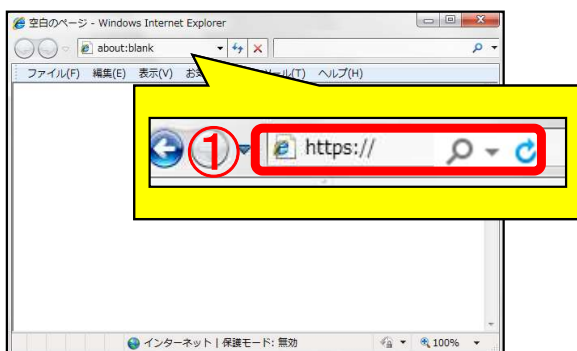 空白のページ - Windows Internet Explorer
about:blank
ファイル(F) 編集(E) 表示(V) お ル(T) ヘルプ(H)
① https://
インターネット | 保護モード: 無効 100%